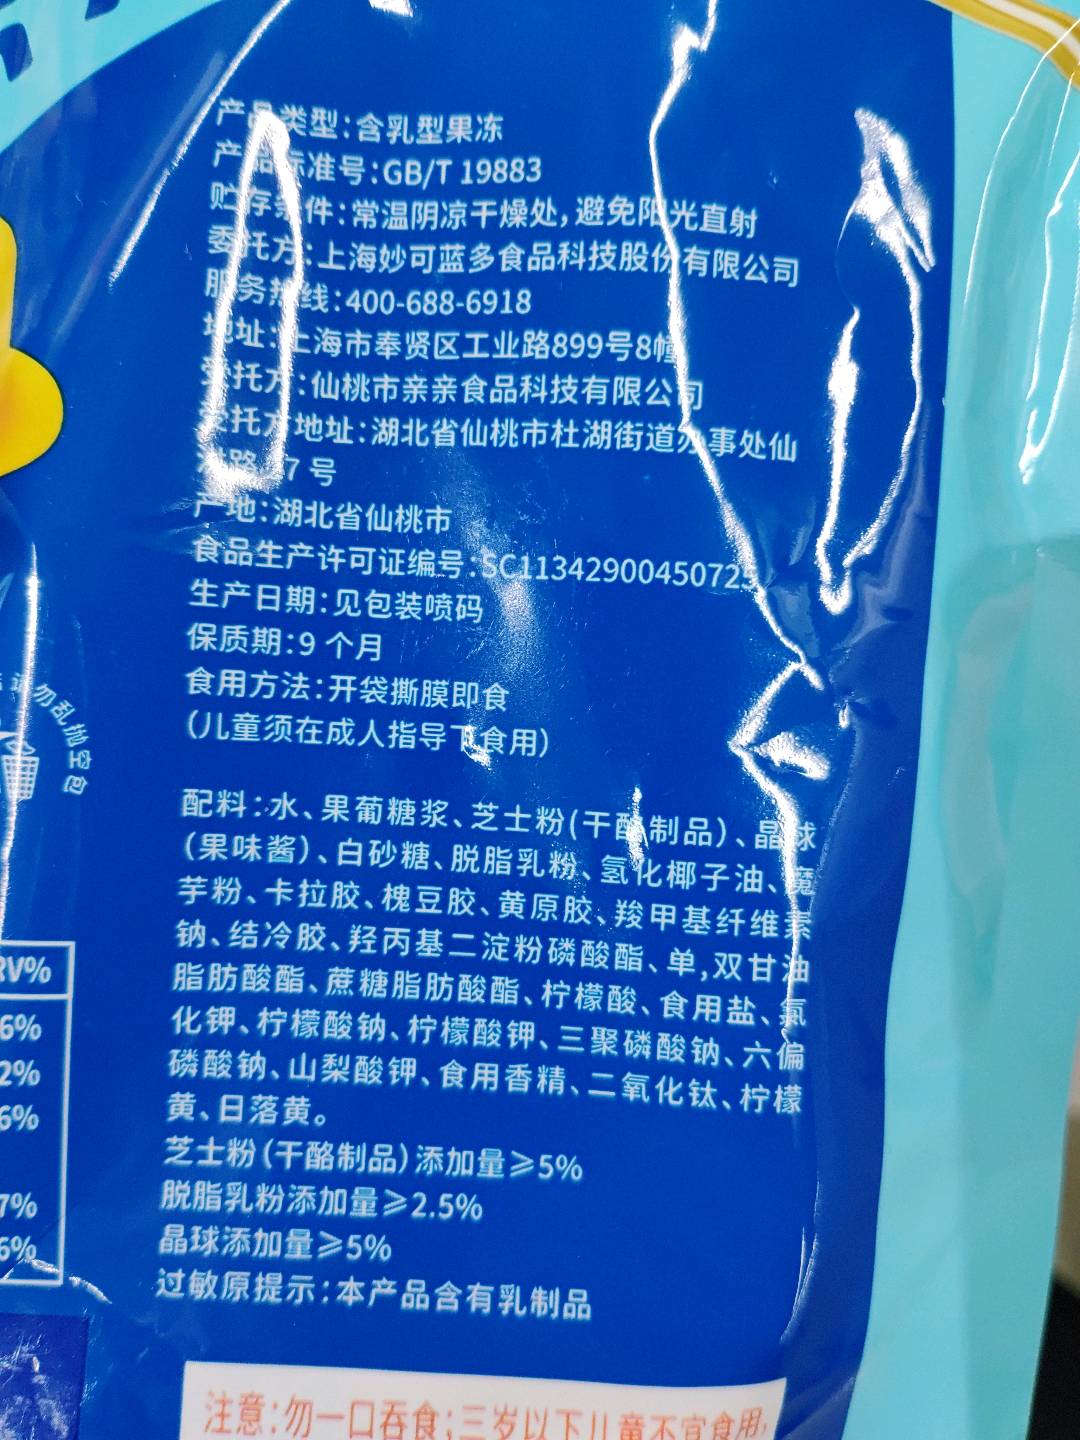 产品类型：含乳型果冻
产品标准号：GB/T 19883
贮存条件：常温阴凉干燥处，避免阳光直射
委托方：上海妙可蓝多食品科技股份有限公司
服务热线：400-688-6918
地址：上海市奉贤区工业路899号8幢
受托方：仙桃市亲亲食品科技有限公司
受托方地址：湖北省仙桃市杜湖街道办事处仙
路 7 号
产地：湖北省仙桃市
食品生产许可证编号：SC11342900450725
生产日期：见包装喷码
保质期：9 个月
食用方法：开袋撕膜即食
（儿童须在成人指导下食用）
勿乱抛空包
配料：水、果葡糖浆、芝士粉(干酪制品）、晶球
（果味酱）、白砂糖、脱脂乳粉、氢化椰子油、魔
芋粉、卡拉胶、槐豆胶、黄原胶、羧甲基纤维素
钠、结冷胶、羟丙基二淀粉磷酸酯、单,双甘油
脂肪酸酯、蔗糖脂肪酸酯、柠檬酸、食用盐、氯
化钾、柠檬酸钠、柠檬酸钾、三聚磷酸钠、六偏
磷酸钠、山梨酸钾、食用香精、二氧化钛、柠檬
黄、日落黄。
芝士粉（干酪制品）添加量≥5%
脱脂乳粉添加量≥2.5%
晶球添加量≥5%
过敏原提示：本产品含有乳制品
RV%
6%
2%
6%
7%
6%
注意：勿一口吞食；三岁以下儿童不宜食用，